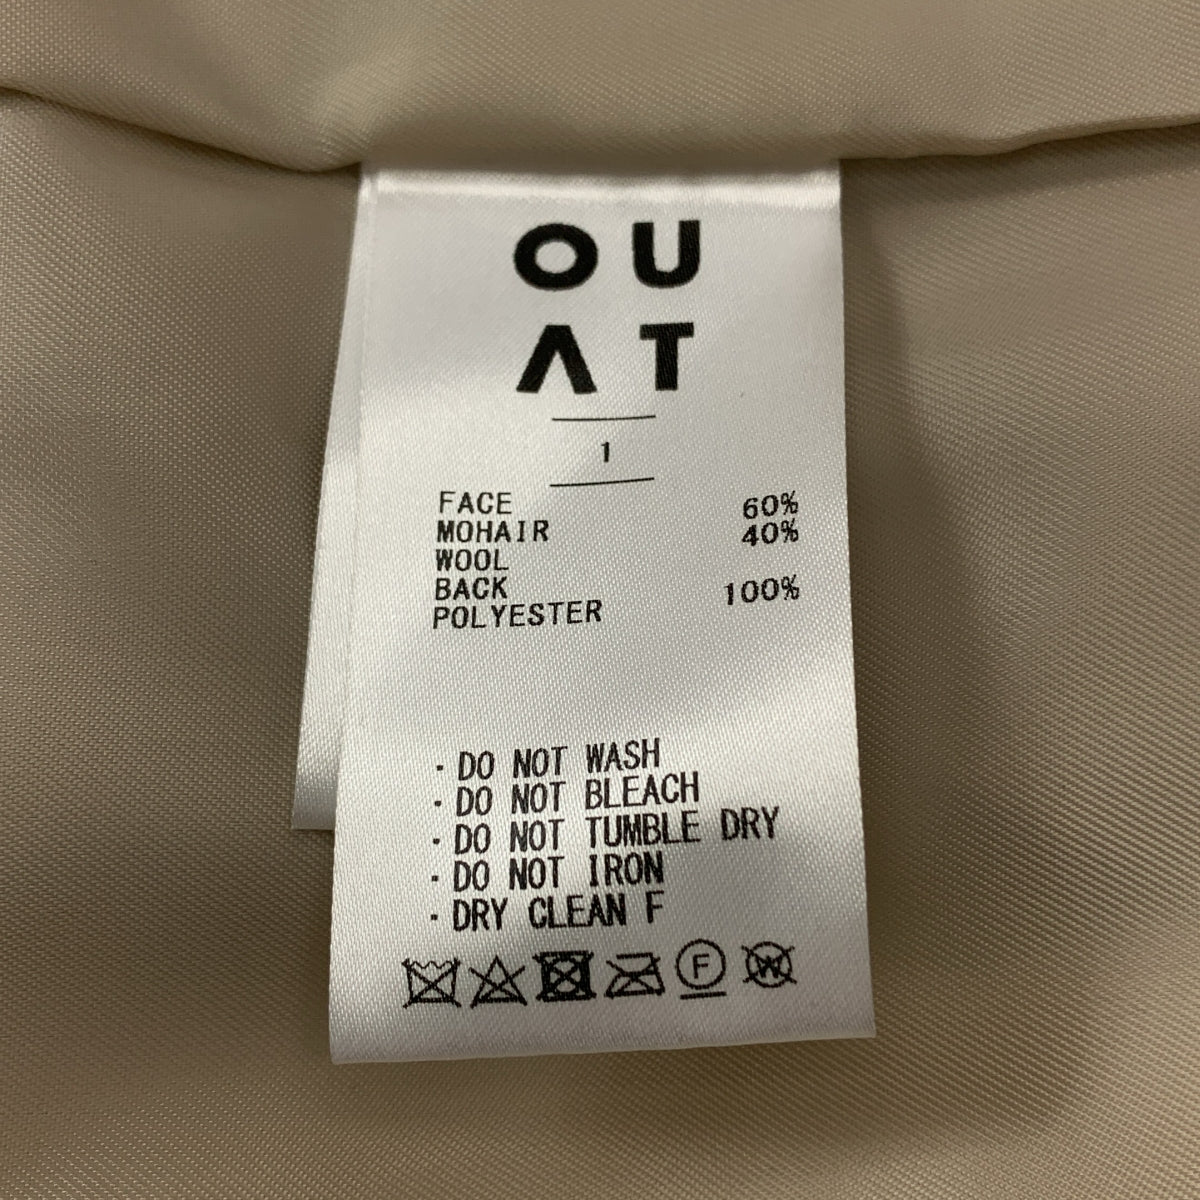 OU
AT
1
FACE 60%
MOHAIR 40%
WOOL
BACK 100%
POLYESTER
· DO NOT WASH
· DO NOT BLEACH
· DO NOT TUMBLE DRY
· DO NOT IRON
· DRY CLEAN F
F W